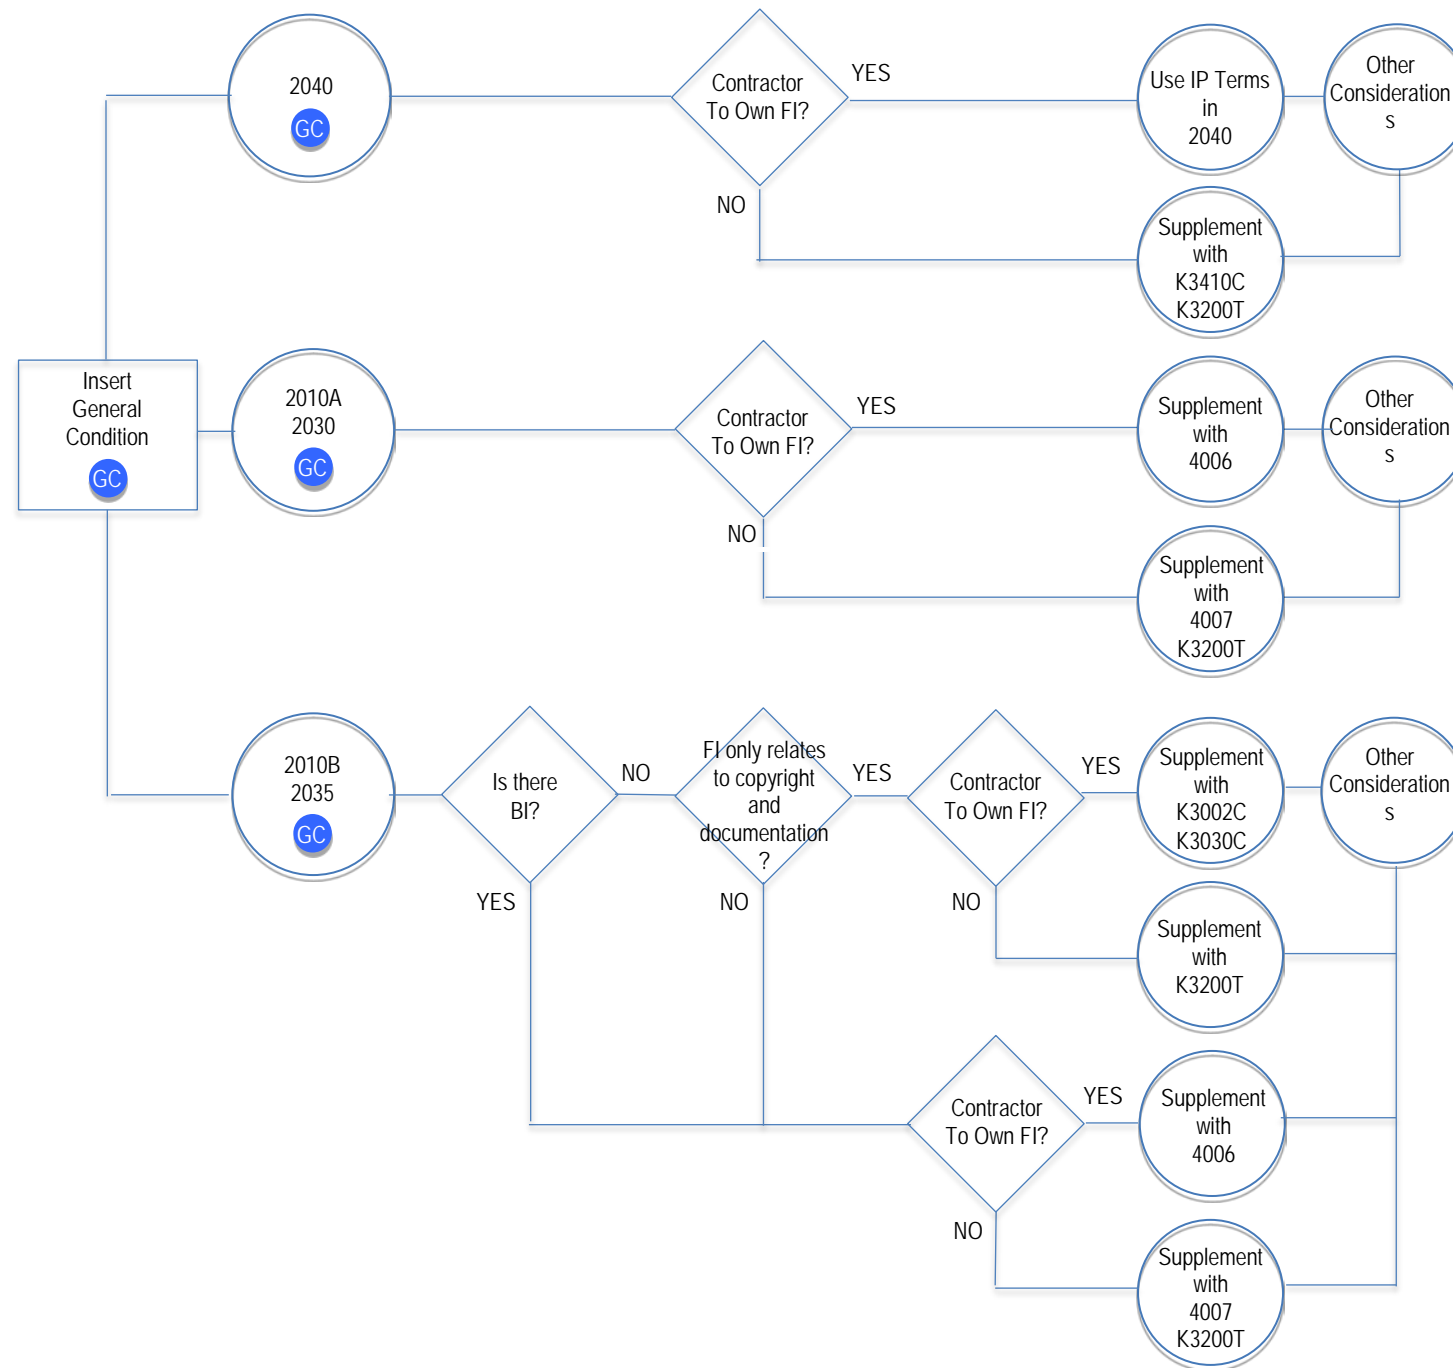 2040
GC
Contractor
To Own FI?
YES
NO
Use IP Terms
in
2040
Other
Consideration
s
Supplement
with
K3410C
K3200T
Insert
General
Condition
GC
2010A
2030
GC
Contractor
To Own FI?
YES
NO
Supplement
with
4006
Other
Consideration
s
Supplement
with
4007
K3200T
2010B
2035
GC
Is there
BI?
NO
YES
FI only relates
to copyright
and
documentation
?
YES
NO
Contractor
To Own FI?
YES
NO
Supplement
with
K3002C
K3030C
Other
Consideration
s
Supplement
with
K3200T
Contractor
To Own FI?
YES
NO
Supplement
with
4006
Supplement
with
4007
K3200T